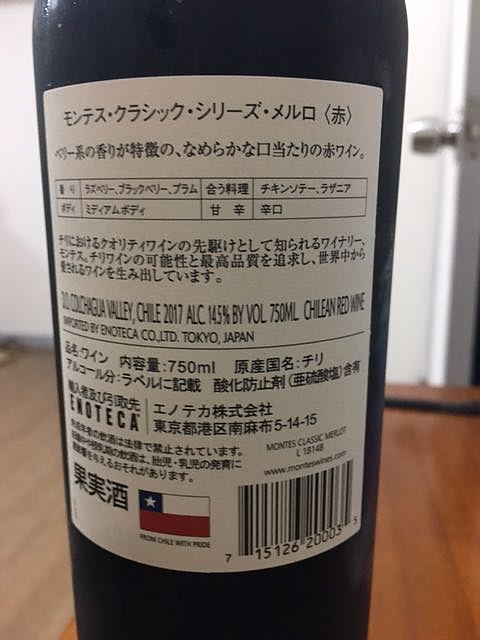 モンテス・クラシック・シリーズ・メルロ〈赤〉
ベリー系の香りが特徴の、なめらかな口当たりの赤ワイン。
香り ラズベリー、ブラックベリー、プラム 合う料理 チキンソテー、ラザニア
ボディ ミディアムボディ 甘辛 辛口
チリにおけるクオリティワインの先駆けとして知られるワイナリー、
モンテス。チリワインの可能性と最高品質を追求し、世界中から
愛されるワインを生み出しています。
D.O. COLCHAGUA VALLEY, CHILE 2017 ALC. 14.5% BY VOL. 750ML. CHILEAN RED WINE
IMPORTED BY ENOTECA CO.,LTD. TOKYO, JAPAN
品名:ワイン 内容量:750ml 原産国名:チリ
アルコール分:ラベルに記載 酸化防止剤(亜硫酸塩)含有
輸入者及び引取先
ENOTECA
エノテカ株式会社
東京都港区南麻布5-14-15
未成年者の飲酒は法律で禁止されています。
妊娠中や授乳期の飲酒は、胎児・乳児の発育に
悪影響を与えるおそれがあります。
MONTES CLASSIC MERLOT
L 18148
www.monteswines.com
果実酒
FROM CHILE WITH PRIDE
7 15126 20003 5